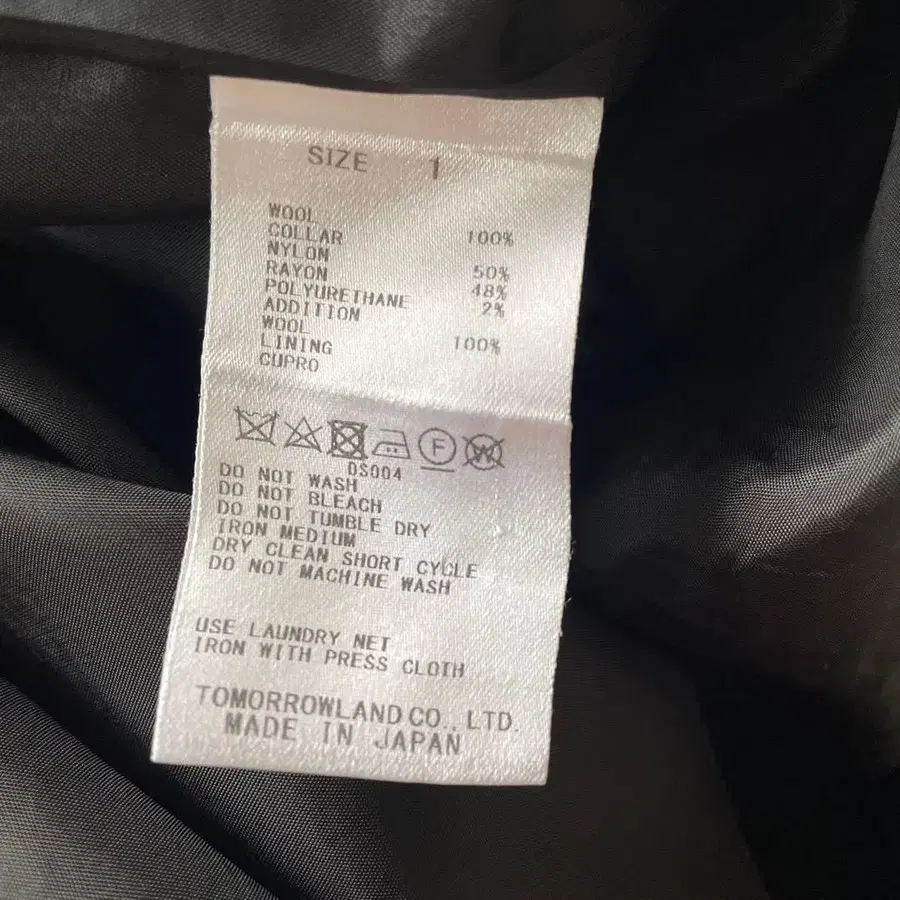 SIZE 1
WOOL 100%
COLLAR
NYLON 50%
RAYON 48%
POLYURETHANE 2%
ADDITION
WOOL 100%
LINING
CUPRO
F W
DS004
DO NOT WASH
DO NOT BLEACH
DO NOT TUMBLE DRY
IRON MEDIUM
DRY CLEAN SHORT CYCLE
DO NOT MACHINE WASH
USE LAUNDRY NET
IRON WITH PRESS CLOTH
TOMORROWLAND CO., LTD.
MADE IN JAPAN